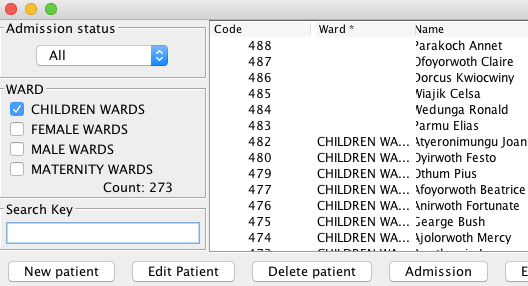 Admission status
All
WARD
CHILDREN WARDS
FEMALE WARDS
MALE WARDS
MATERNITY WARDS
Count: 273
Search Key
Code Ward * Name
488 Parakoch Annet
487 Ofoyorwoth Claire
486 Dorcus Kwiocwiny
485 Wiajik Celsa
484 Wedunga Ronald
483 Parmu Elias
482 CHILDREN WA... Atyeronimungu Joan
480 CHILDREN WA... Oyirwoth Festo
479 CHILDREN WA... Othum Pius
477 CHILDREN WA... Afoyorwoth Beatrice
476 CHILDREN WA... Anirwoth Fortunate
475 CHILDREN WA... George Bush
474 CHILDREN WA... Ajolorwoth Mercy
New patient Edit Patient Delete patient Admission E